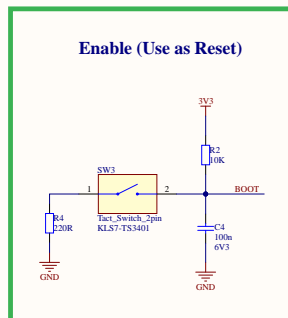 Enable (Use as Reset)
3V3
R2
10K
SW3
1
2
BOOT
R4
220R
Tact_Switch_2pin
KLS7-TS3401
C4
100n
6V3
GND
GND